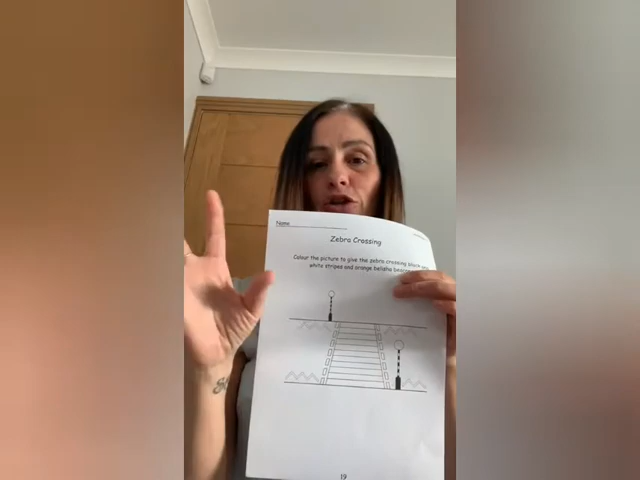 Name
Zebra Crossing
Colour the picture to give the zebra crossing black and
white stripes and orange belisha
19